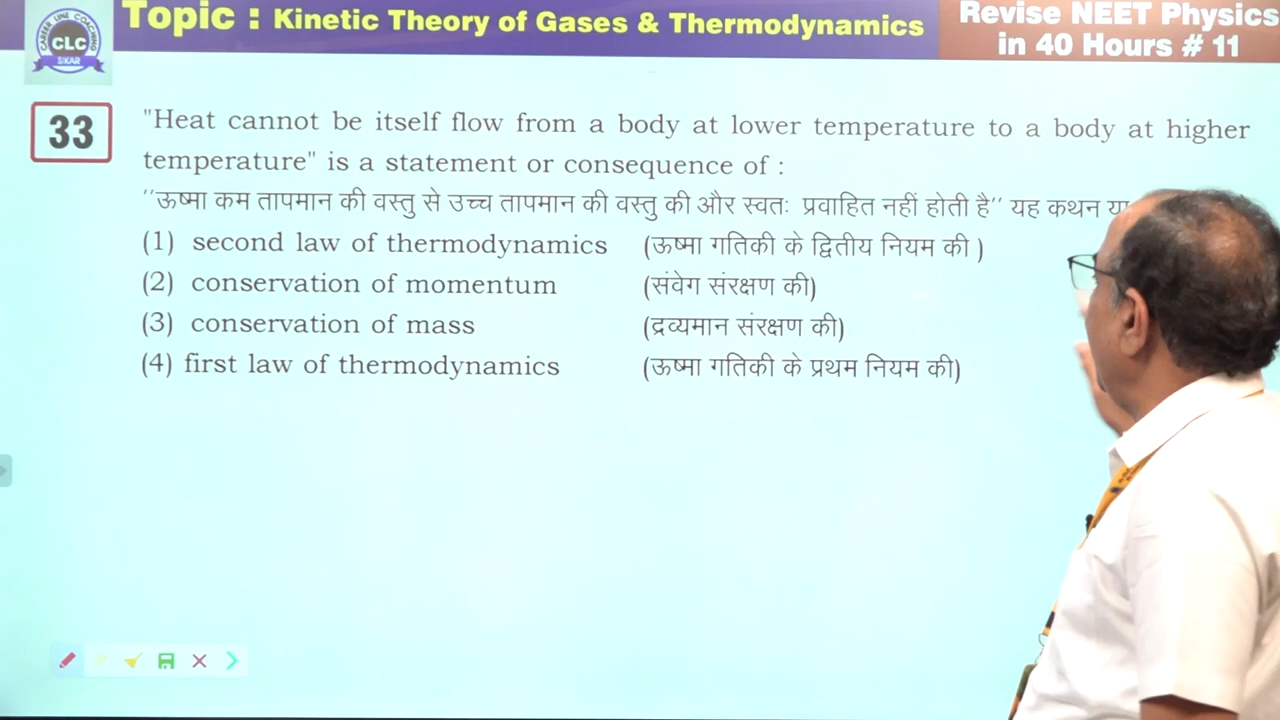 Topic : Kinetic Theory of Gases & Thermodynamics
Revise NEET Physics
in 40 Hours # 11
CAREER LINE COACHING
CLC
SIKAR
33
"Heat cannot be itself flow from a body at lower temperature to a body at higher
temperature" is a statement or consequence of :
''ऊष्मा कम तापमान की वस्तु से उच्च तापमान की वस्तु की और स्वतः प्रवाहित नहीं होती है'' यह कथन
(1) second law of thermodynamics (ऊष्मा गतिकी के द्वितीय नियम की )
(2) conservation of momentum (संवेग संरक्षण की)
(3) conservation of mass (द्रव्यमान संरक्षण की)
(4) first law of thermodynamics (ऊष्मा गतिकी के प्रथम नियम की)